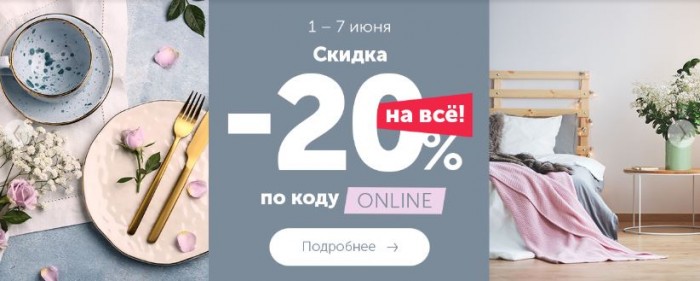 1 – 7 июня
Скидка
-20%
на всё!
по коду ONLINE
Подробнее →